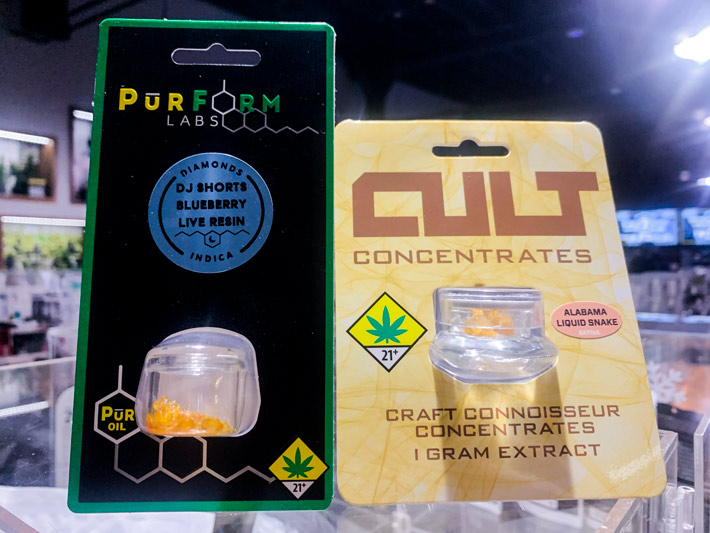 PŪRFORM
LABS
DIAMONDS
DJ SHORTS
BLUEBERRY
LIVE RESIN
INDICA
PŪR
OIL
21+
CULT
CONCENTRATES
21+
ALABAMA
LIQUID SNAKE
SATIVA
CRAFT CONNOISSEUR
CONCENTRATES
1 GRAM EXTRACT